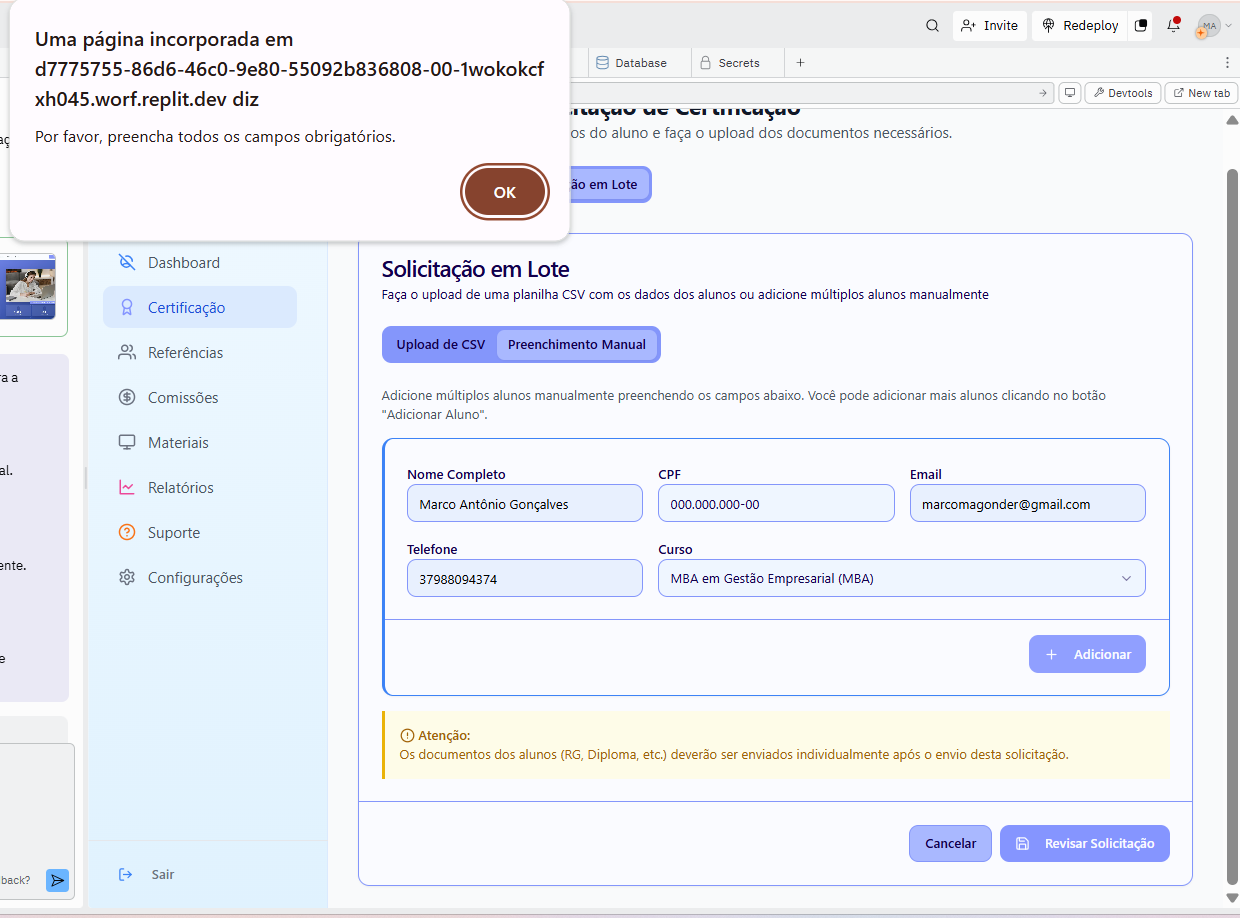 Uma página incorporada em
d7775755-86d6-46c0-9e80-55092b836808-00-1wokokcf
xh045.worf.replit.dev diz
Por favor, preencha todos os campos obrigatórios.
OK
Invite
Redeploy
MA
Database
Secrets
Devtools
New tab
itação de Certificação
os do aluno e faça o upload dos documentos necessários.
ão em Lote
ra a
al.
ente.
e
back?
Dashboard
Certificação
Referências
Comissões
Materiais
Relatórios
Suporte
Configurações
Sair
Solicitação em Lote
Faça o upload de uma planilha CSV com os dados dos alunos ou adicione múltiplos alunos manualmente
Upload de CSV
Preenchimento Manual
Adicione múltiplos alunos manualmente preenchendo os campos abaixo. Você pode adicionar mais alunos clicando no botão
"Adicionar Aluno".
Nome Completo
CPF
Email
Marco Antônio Gonçalves
000.000.000-00
marcomagonder@gmail.com
Telefone
Curso
37988094374
MBA em Gestão Empresarial (MBA)
Adicionar
Atenção:
Os documentos dos alunos (RG, Diploma, etc.) deverão ser enviados individualmente após o envio desta solicitação.
Cancelar
Revisar Solicitação